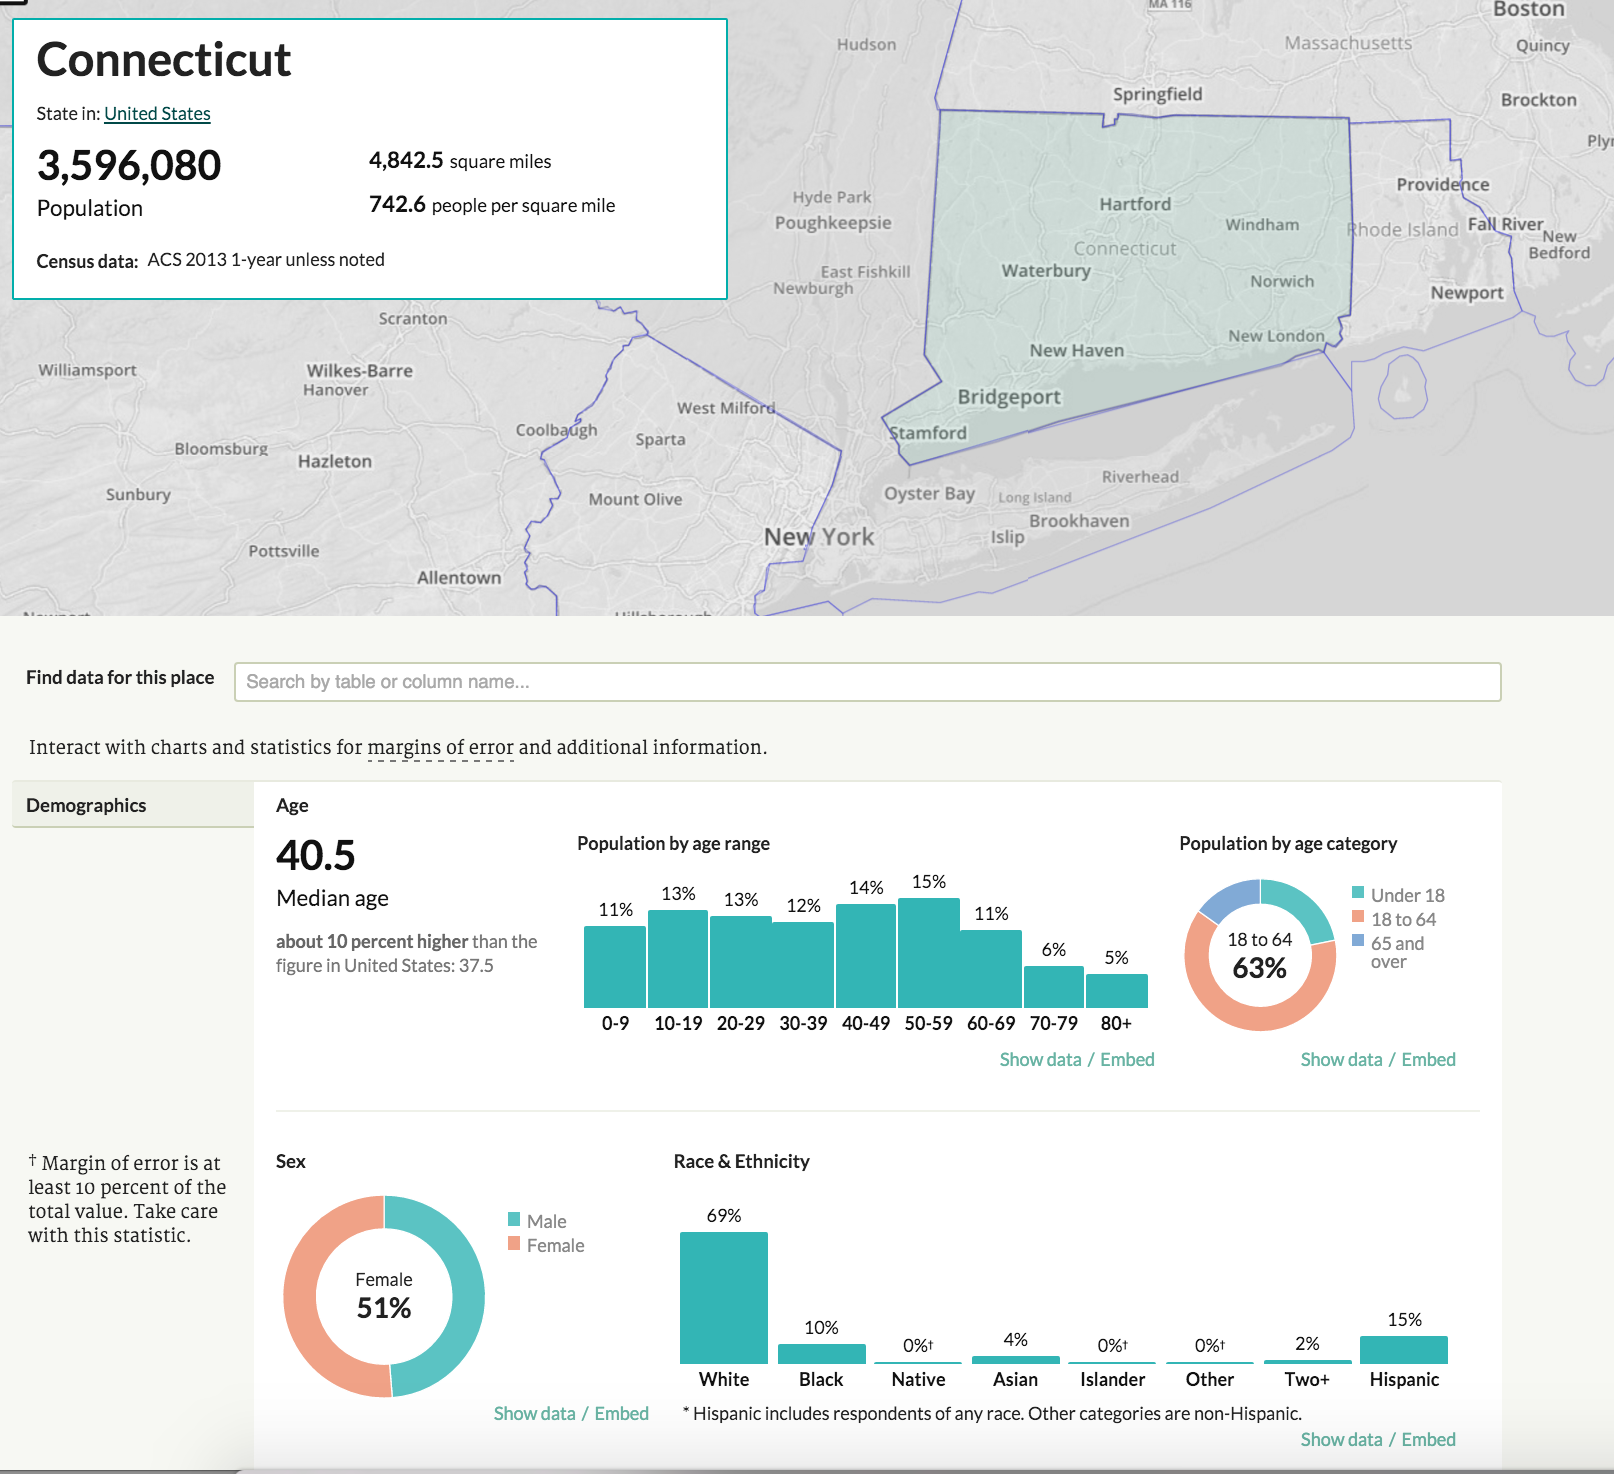 Connecticut
State in: United States
3,596,080
Population
4,842.5 square miles
742.6 people per square mile
Census data: ACS 2013 1-year unless noted
MA 116
Boston
Hudson
Massachusetts
Quincy
Springfield
Brockton
Hyde Park
Poughkeepsie
Hartford
Windham
Providence
Rhode Island
Fall River
New
Bedford
Connecticut
East Fishkill
Newburgh
Waterbury
Norwich
Newport
Scranton
New London
New Haven
Williamsport
Wilkes-Barre
Hanover
Bridgeport
West Milford
Coolbaugh
Sparta
Stamford
Bloomsburg
Hazleton
Riverhead
Sunbury
Mount Olive
Oyster Bay
Long Island
Brookhaven
New York
Islip
Pottsville
Allentown
Find data for this place
Search by table or column name...
Interact with charts and statistics for margins of error and additional information.
Demographics
Age
40.5
Median age
about 10 percent higher than the
figure in United States: 37.5
Population by age range
11% 13% 13% 12% 14% 15% 11% 6% 5%
0-9 10-19 20-29 30-39 40-49 50-59 60-69 70-79 80+
Show data / Embed
Population by age category
18 to 64
63%
Under 18
18 to 64
65 and
over
Show data / Embed
† Margin of error is at
least 10 percent of the
total value. Take care
with this statistic.
Sex
Female
51%
Male
Female
Show data / Embed
Race & Ethnicity
69% 10% 0%† 4% 0%† 0%† 2% 15%
White Black Native Asian Islander Other Two+ Hispanic
* Hispanic includes respondents of any race. Other categories are non-Hispanic.
Show data / Embed